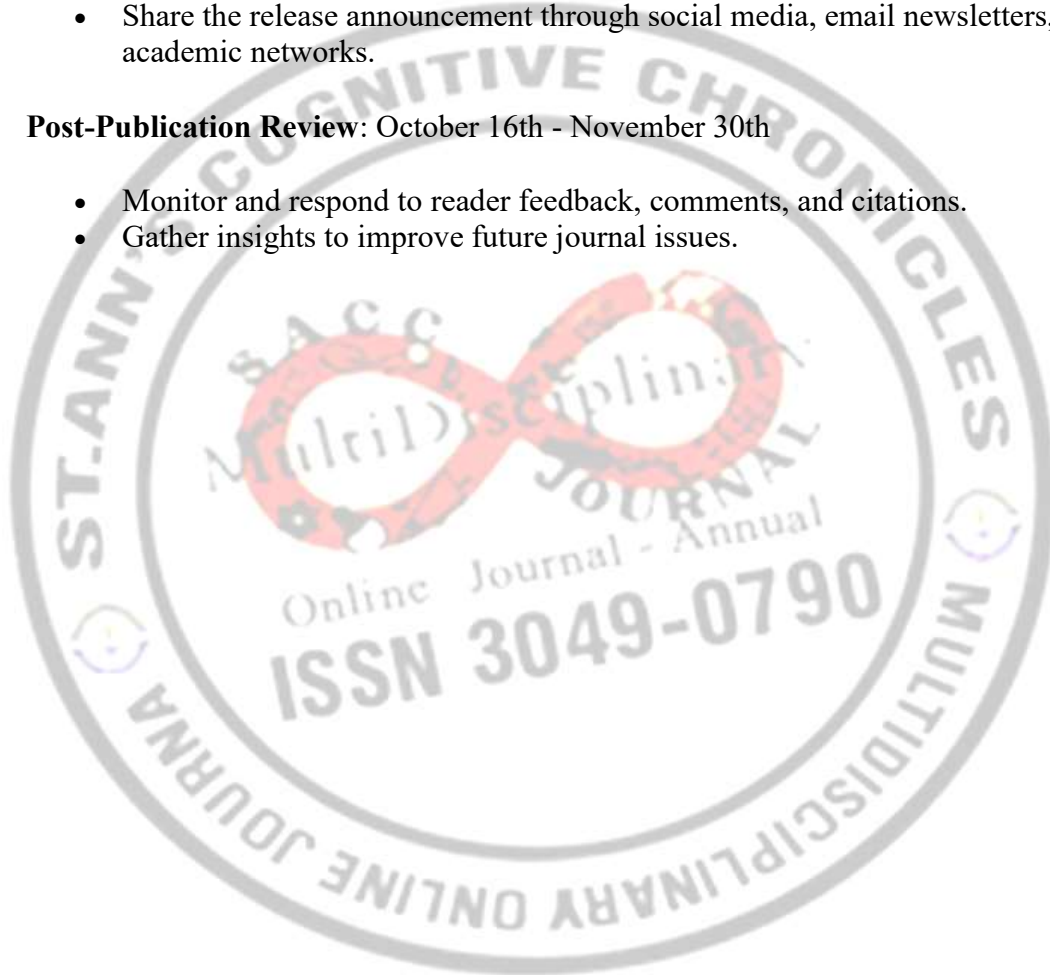 • Share the release announcement through social media, email newsletters,
academic networks.
Post-Publication Review: October 16th - November 30th
• Monitor and respond to reader feedback, comments, and citations.
• Gather insights to improve future journal issues.
ST.ANN'S COGNITIVE CHRONICLES
SACC
MultiDisciplinary
JOURNAL
Online Journal - Annual
ISSN 3049-0790
MULTIDISCIPLINARY ONLINE JOURNA